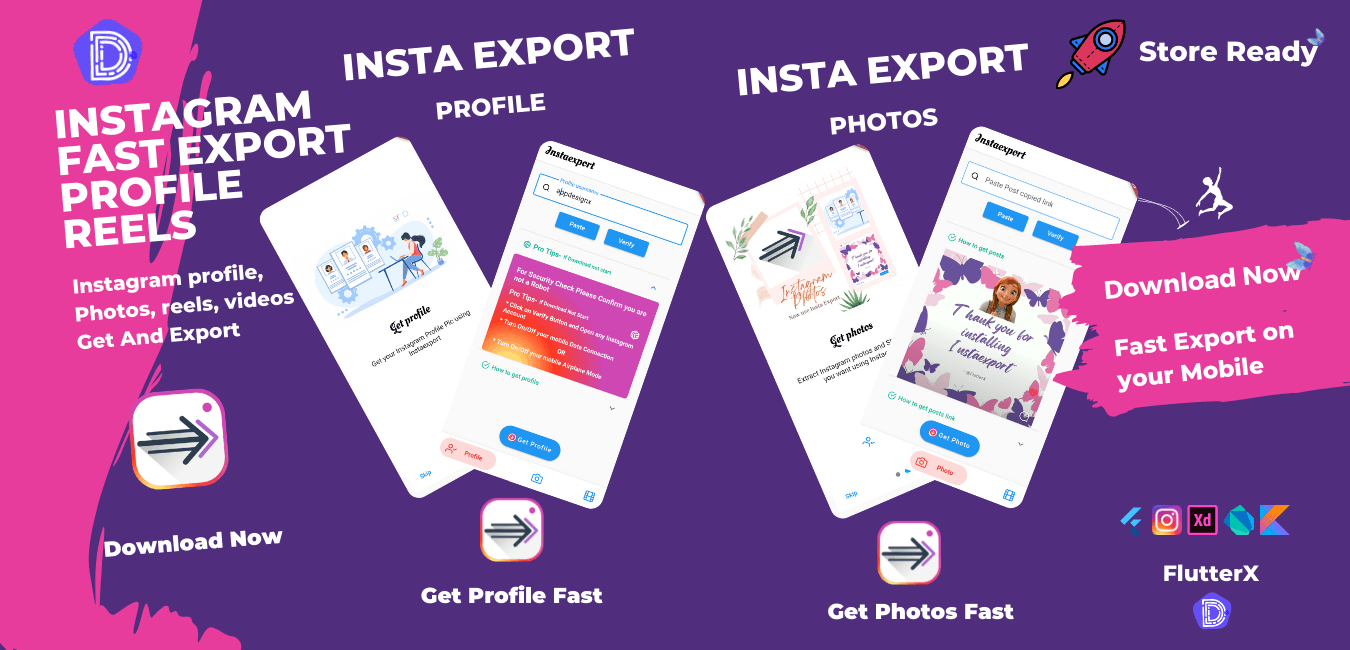 INSTAGRAM
FAST EXPORT
PROFILE
REELS
Instagram profile,
Photos, reels, videos
Get And Export
Download Now
INSTA EXPORT
PROFILE
Get profile
Get your Instagram Profile Pic using
Instaexport
Skip
Instaexport
Profile username
appdesignx
Paste
Verify
Pro Tips- If Download not start
For Security Check Please Confirm you are
not a Robot
Pro Tips- If Download Not Start
* Click on Verify Button and Open any Instagram
Account
* Turn On/Off your mobile Data Connection
OR
* Turn On/Off your mobile Airplane Mode
How to get profile
Get Profile
Profile
Get Profile Fast
INSTA EXPORT
PHOTOS
Instagram
Photos
Now use Insta Export
Get photos
Extract Instagram photos and
you want using Instar
Skip
Instaexport
Paste Post copied link
Paste
Verify
How to get posts
Thank you for
installing
Instaexport
How to get posts link
Get Photo
Photo
Get Photos Fast
Store Ready
Download Now
Fast Export on
your Mobile
Xd
FlutterX